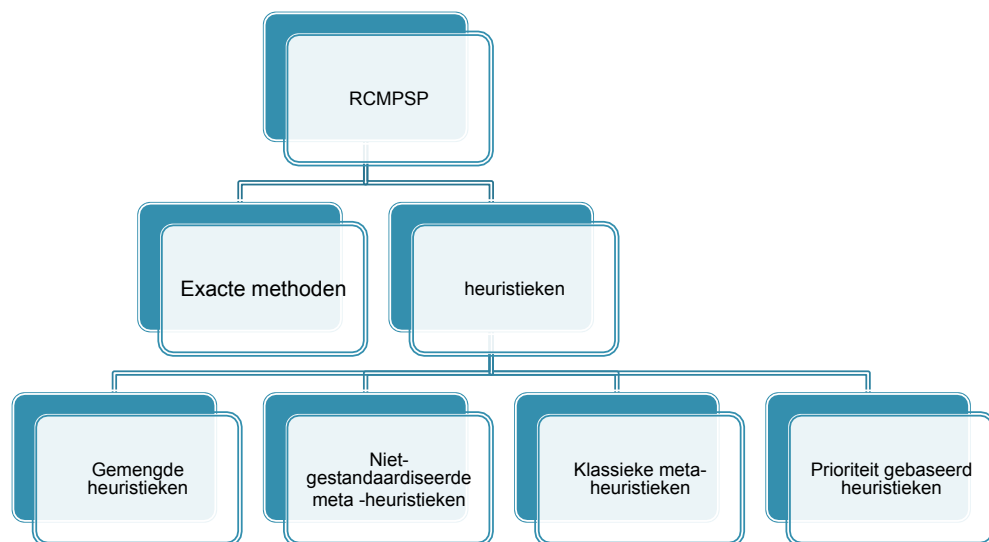 RCMPSP
Exacte methoden
heuristieken
Gemengde
heuristieken
Niet-
gestandaardiseerde
meta -heuristieken
Klassieke meta-
heuristieken
Prioriteit gebaseerd
heuristieken